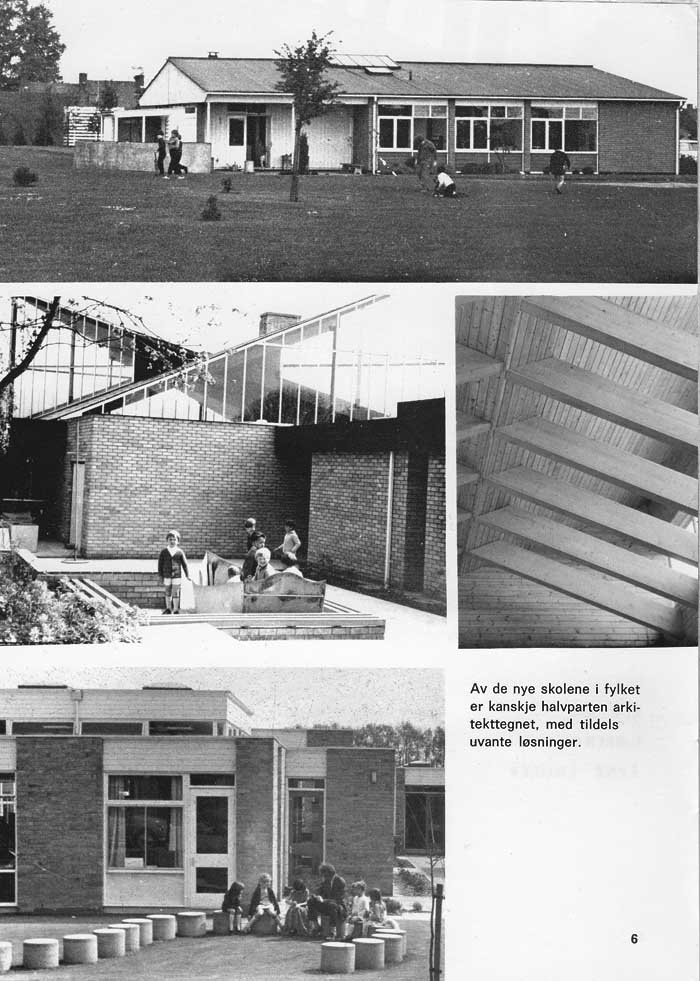 Av de nye skolene i fylket
er kanskje halvparten arki-
tekttegnet, med tildels
uvante løsninger.
6